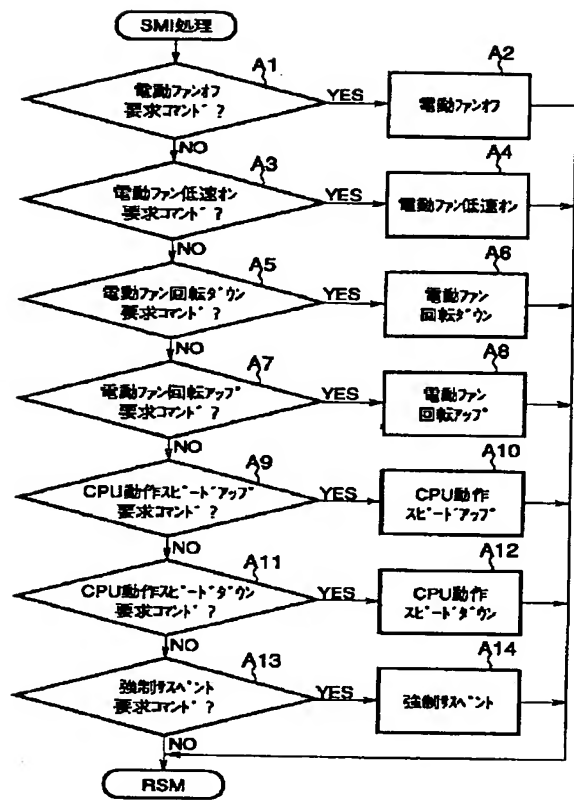 SMI処理
A1
電動ファンオフ
要求コマンド?
YES
A2
電動ファンオフ
NO
A3
電動ファン低速オン
要求コマンド?
YES
A4
電動ファン低速オン
NO
A5
電動ファン回転ダウン
要求コマンド?
YES
A6
電動ファン
回転ダウン
NO
A7
電動ファン回転アップ
要求コマンド?
YES
A8
電動ファン
回転アップ
NO
A9
CPU動作スピードアップ
要求コマンド?
YES
A10
CPU動作
スピードアップ
NO
A11
CPU動作スピードダウン
要求コマンド?
YES
A12
CPU動作
スピードダウン
NO
A13
強制サスペンド
要求コマンド?
YES
A14
強制サスペンド
NO
RSM